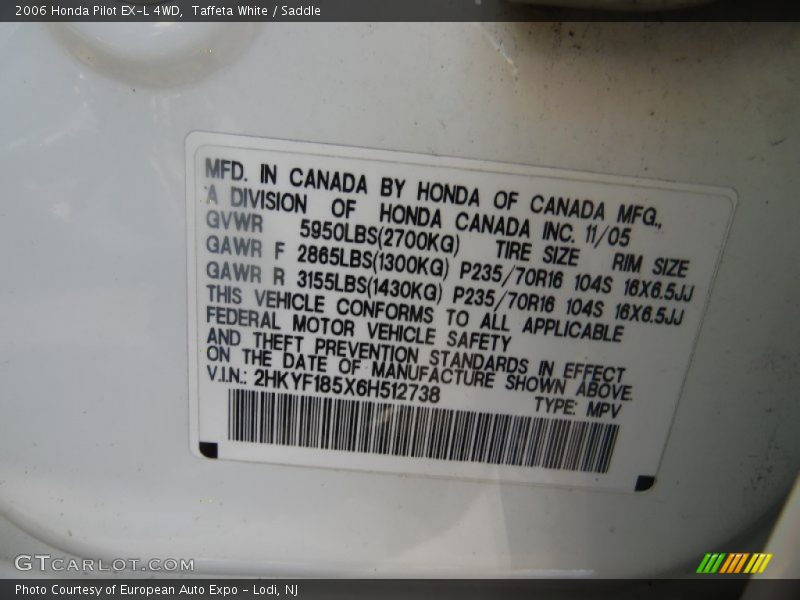 2006 Honda Pilot EX-L 4WD, Taffeta White / Saddle
MFD. IN CANADA BY HONDA OF CANADA MFG.,
A DIVISION OF HONDA CANADA INC. 11/05
GVWR 5950LBS(2700KG) TIRE SIZE RIM SIZE
GAWR F 2865LBS(1300KG) P235/70R16 104S 16X6.5JJ
GAWR R 3155LBS(1430KG) P235/70R16 104S 16X6.5JJ
THIS VEHICLE CONFORMS TO ALL APPLICABLE
FEDERAL MOTOR VEHICLE SAFETY
AND THEFT PREVENTION STANDARDS IN EFFECT
ON THE DATE OF MANUFACTURE SHOWN ABOVE.
V.I.N.: 2HKYF185X6H512738 TYPE: MPV
GTCARLOT.COM
Photo Courtesy of European Auto Expo - Lodi, NJ